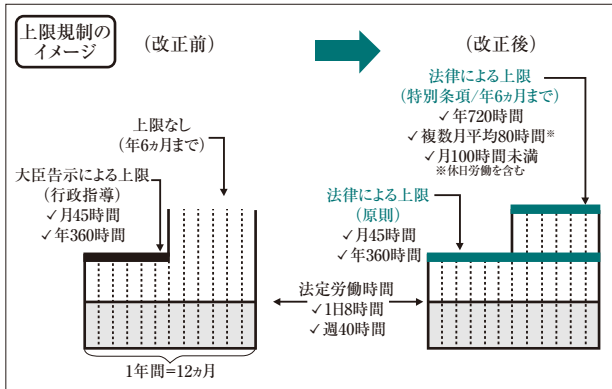 上限規制の
イメージ
(改正前)
(改正後)
上限なし
(年6ヵ月まで)
大臣告示による上限
(行政指導)
✓月45時間
✓年360時間
法律による上限
(特別条項/年6ヵ月まで)
✓年720時間
✓複数月平均80時間※
✓月100時間未満
※休日労働を含む
法律による上限
(原則)
✓月45時間
✓年360時間
法定労働時間
✓1日8時間
✓週40時間
1年間=12ヵ月